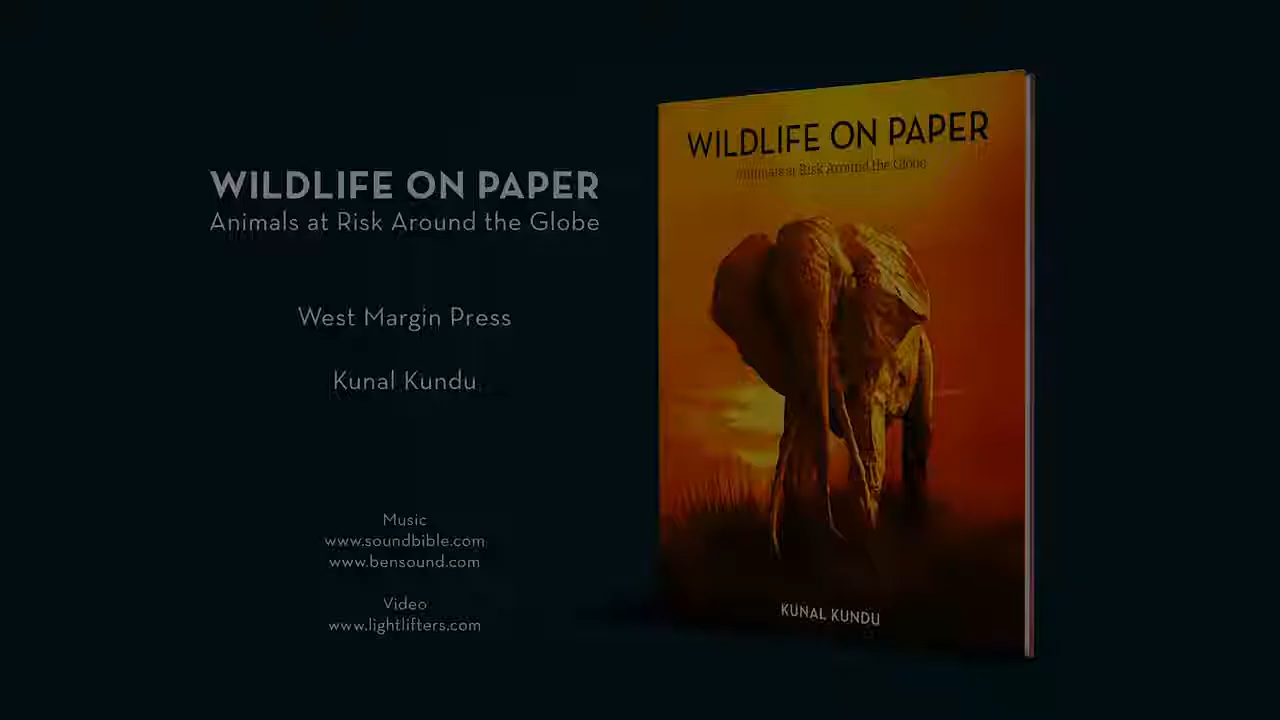 WILDLIFE ON PAPER
Animals at Risk Around the Globe
West Margin Press
Kunal Kundu
Music
www.soundbible.com
www.bensound.com
Video
www.lightlifters.com
WILDLIFE ON PAPER
Animals at Risk Around the Globe
KUNAL KUNDU